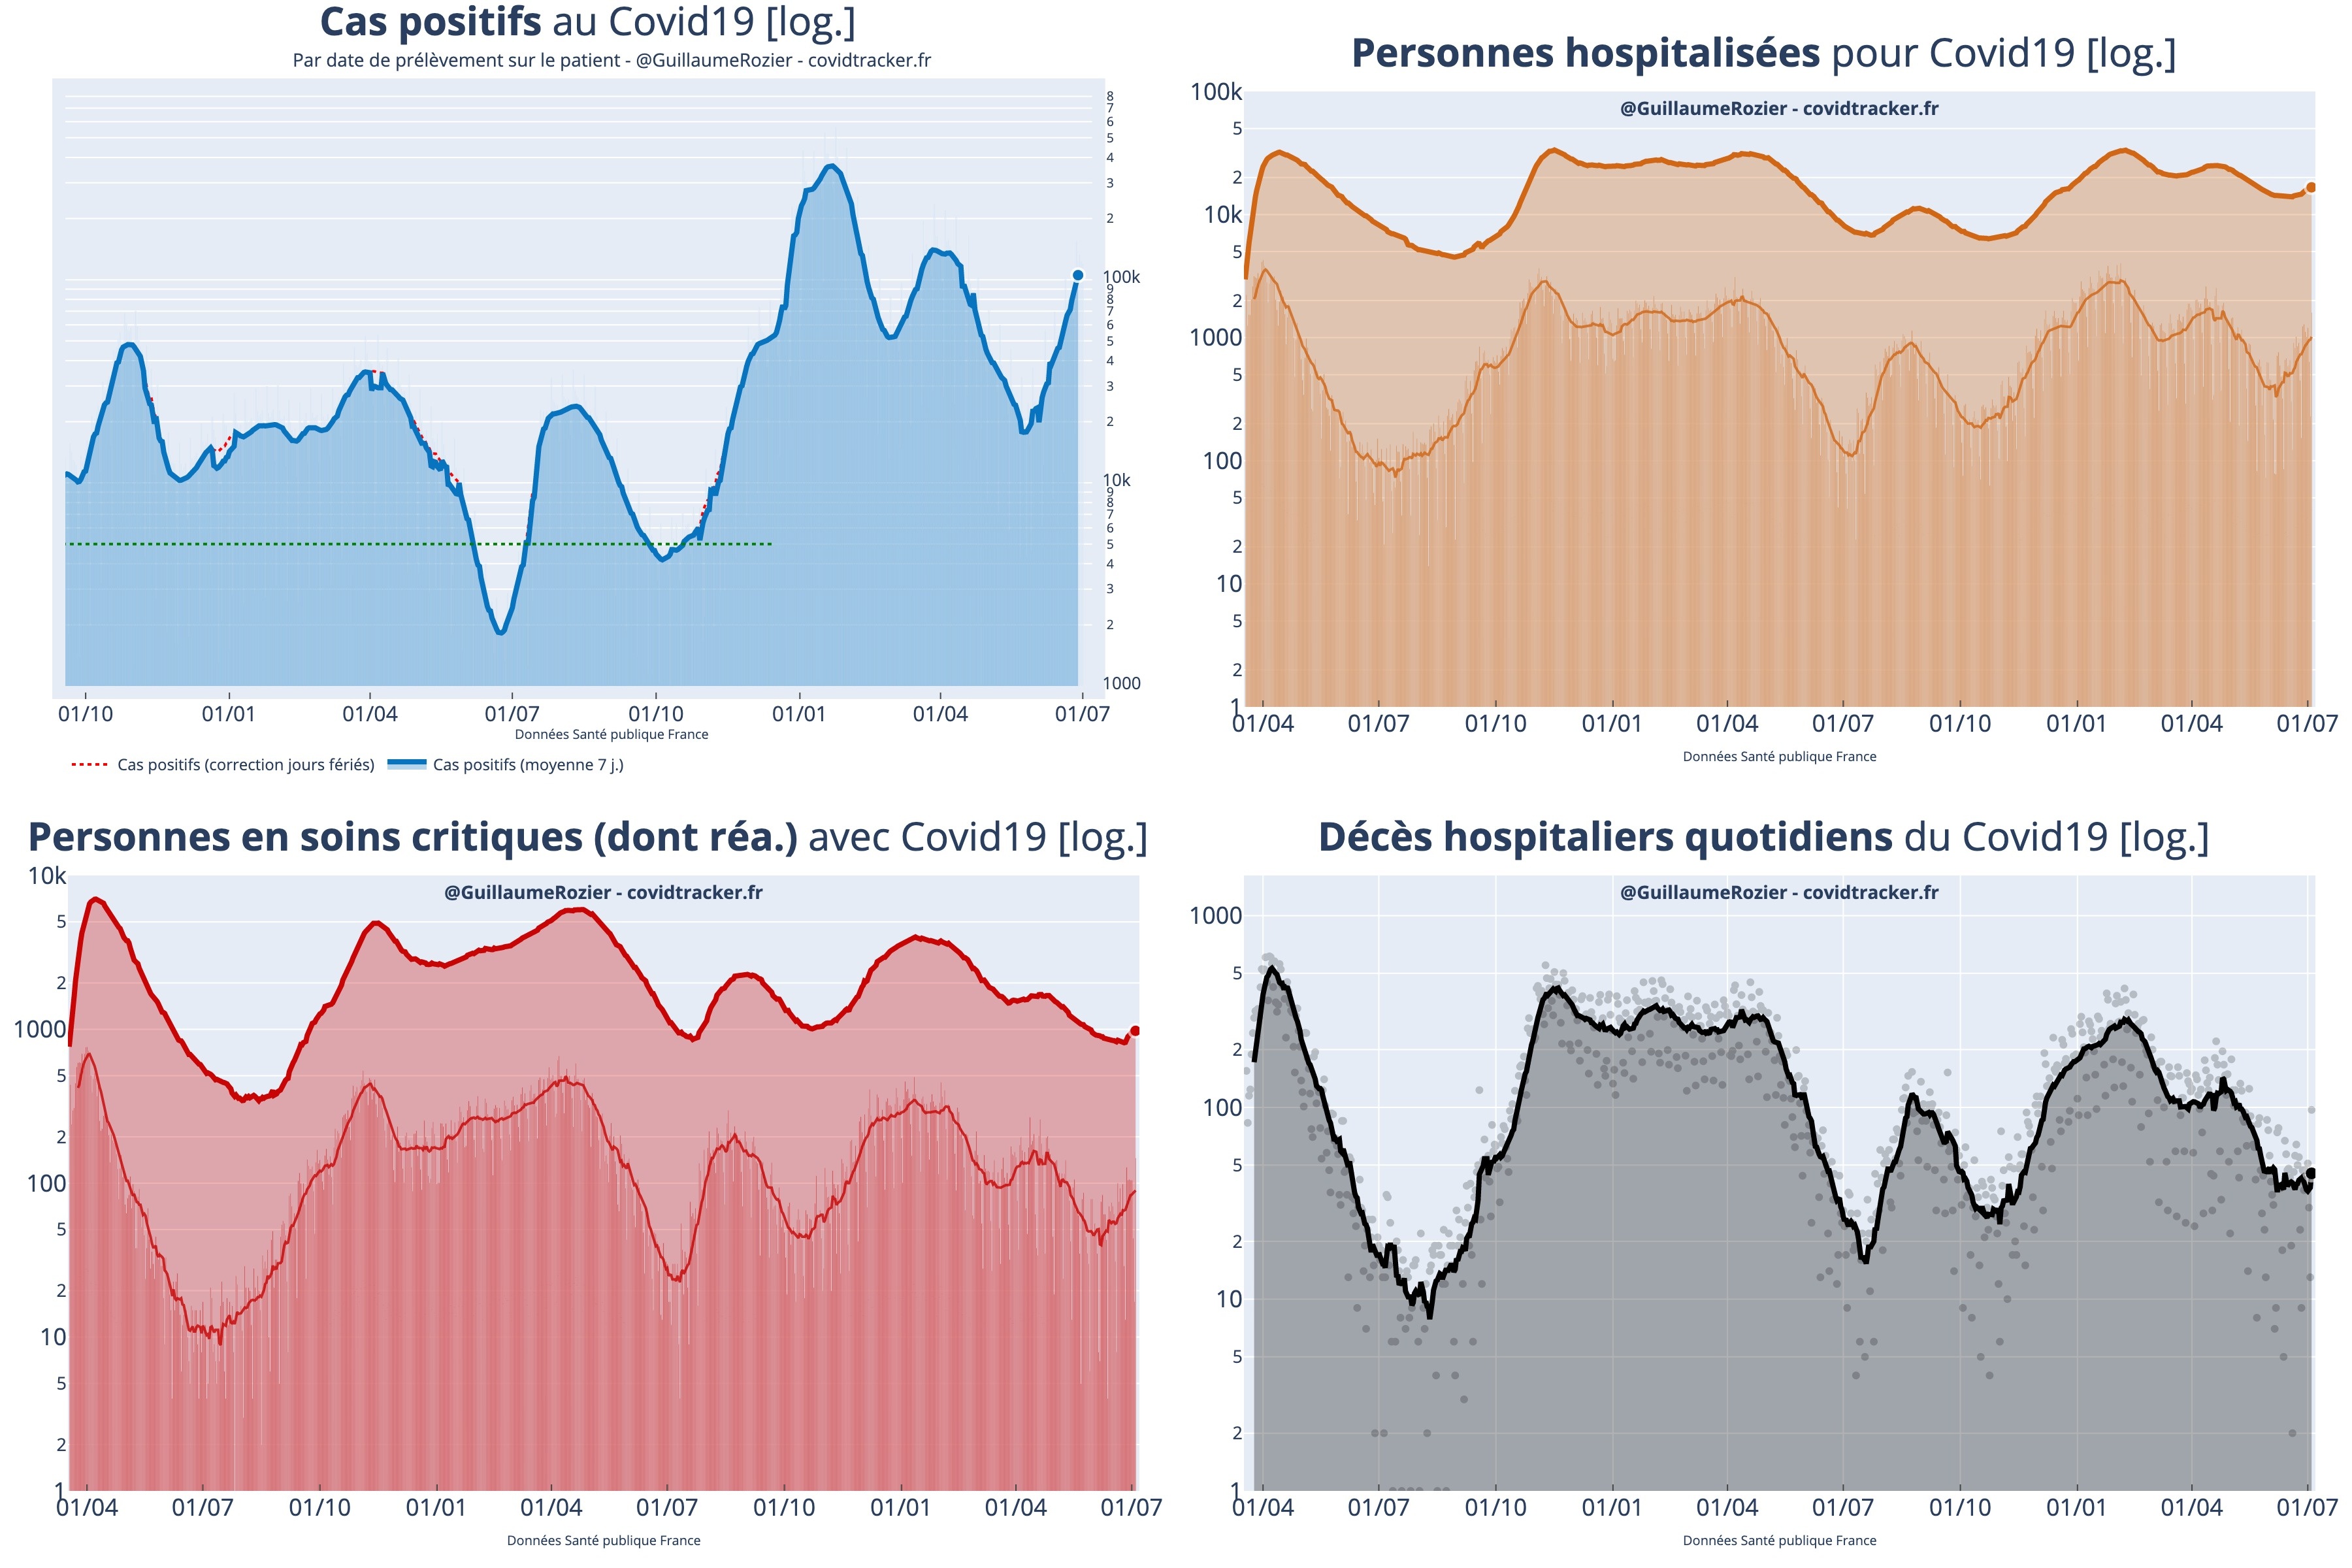 Cas positifs au Covid19 [log.]
Par date de prélèvement sur le patient - @GuillaumeRozier - covidtracker.fr
8
7
6
5
4
3
2
100k
9
8
7
6
5
4
3
2
10k
9
8
7
6
5
4
3
2
1000
01/10 01/01 01/04 01/07 01/10 01/01 01/04 01/07
Données Santé publique France
Cas positifs (correction jours fériés) Cas positifs (moyenne 7 j.)
Personnes hospitalisées pour Covid19 [log.]
@GuillaumeRozier - covidtracker.fr
100k
5
2
10k
5
2
1000
5
2
100
5
2
10
5
2
1
01/04 01/07 01/10 01/01 01/04 01/07 01/10 01/01 01/04 01/07
Données Santé publique France
Personnes en soins critiques (dont réa.) avec Covid19 [log.]
@GuillaumeRozier - covidtracker.fr
10k
5
2
1000
5
2
100
5
2
10
5
2
1
01/04 01/07 01/10 01/01 01/04 01/07 01/10 01/01 01/04 01/07
Données Santé publique France
Décès hospitaliers quotidiens du Covid19 [log.]
@GuillaumeRozier - covidtracker.fr
1000
5
2
100
5
2
10
5
2
1
01/04 01/07 01/10 01/01 01/04 01/07 01/10 01/01 01/04 01/07
Données Santé publique France